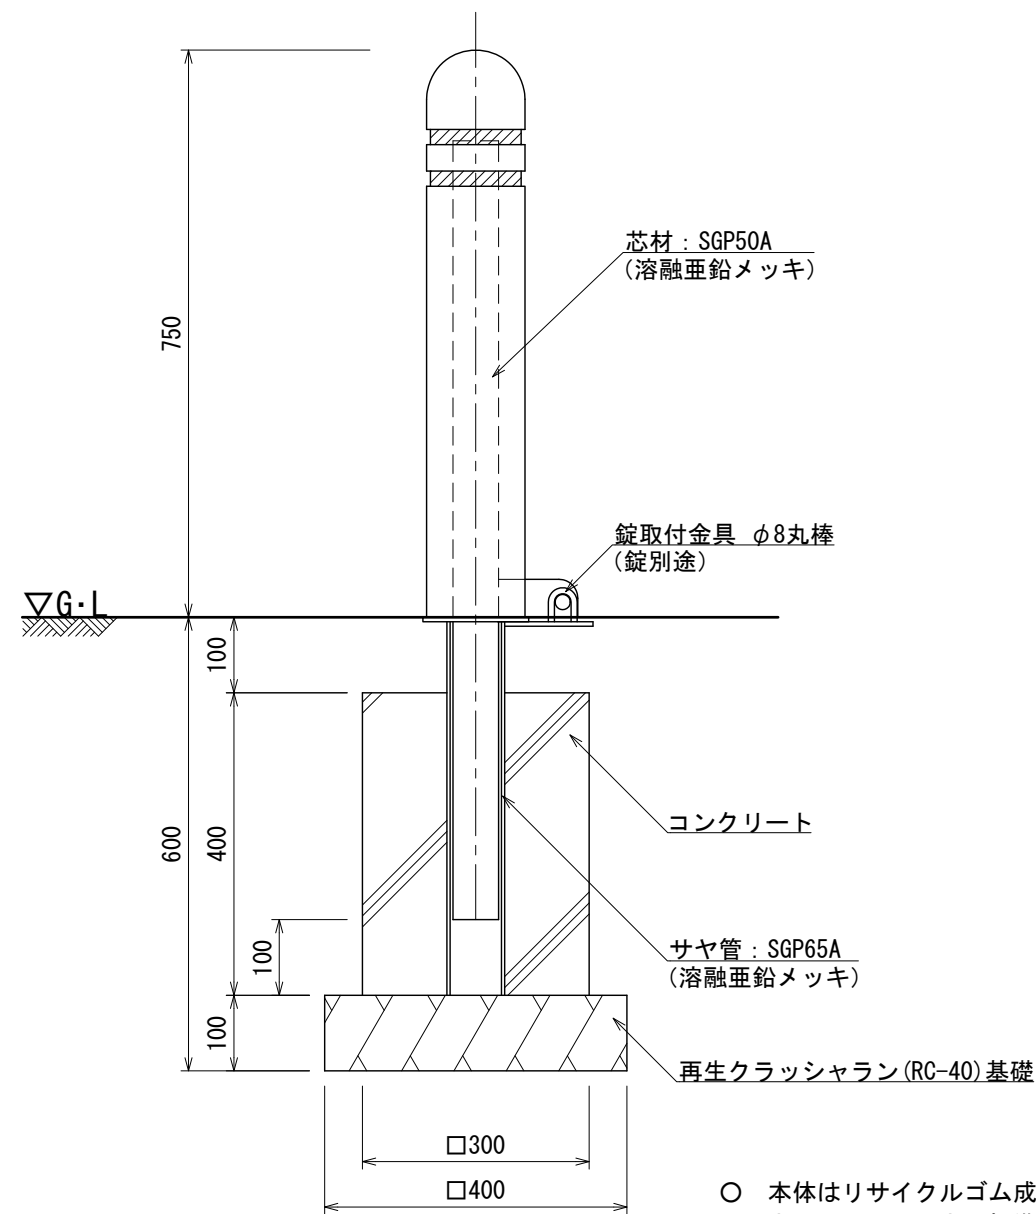 750
芯材：SGP50A
(溶融亜鉛メッキ)
錠取付金具 φ8丸棒
(錠別途)
▽G・L
100
600
400
コンクリート
100
サヤ管：SGP65A
(溶融亜鉛メッキ)
100
再生クラッシャラン(RC-40)基礎
□300
□400
○ 本体はリサイクルゴム成